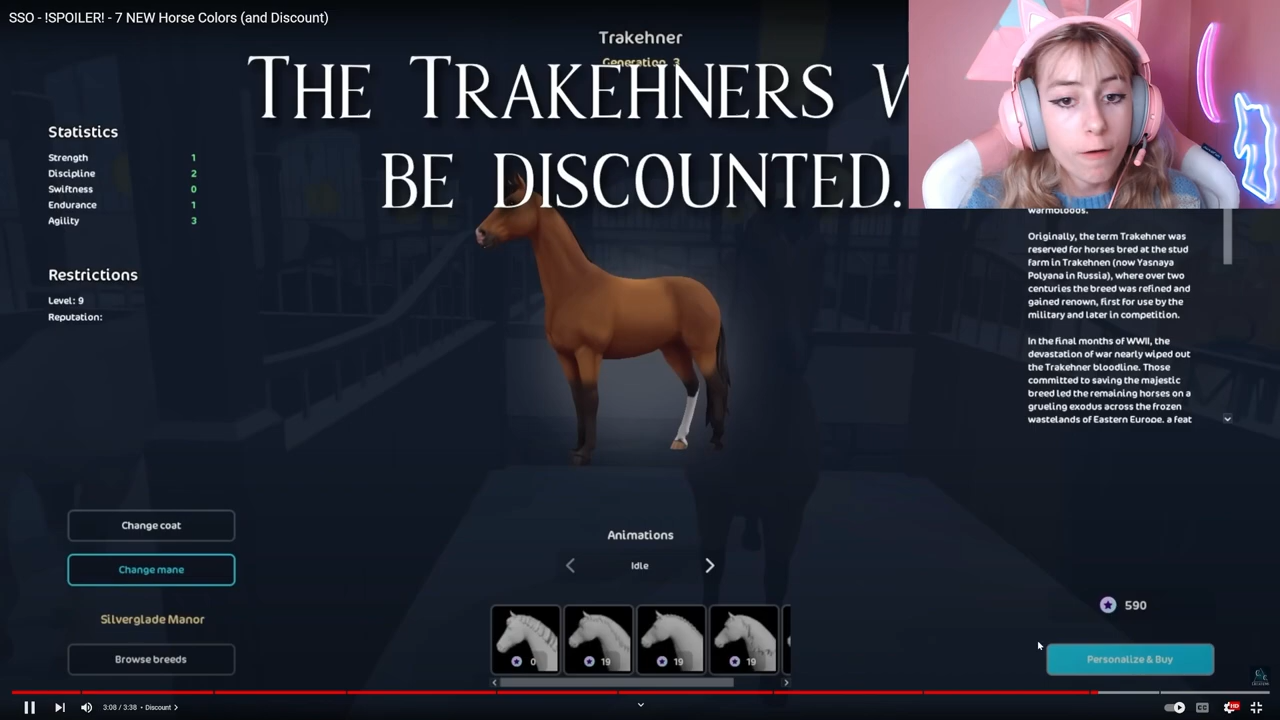 SSO - !SPOILER! - 7 NEW Horse Colors (and Discount)
Trakehner
Generation 3
THE TRAKEHNERS W
BE DISCOUNTED.
Statistics
Strength 1
Discipline 2
Swiftness 0
Endurance 1
Agility 3
Restrictions
Level: 9
Reputation:
warmbloods.
Originally, the term Trakehner was
reserved for horses bred at the stud
farm in Trakehnen (now Yasnaya
Polyana in Russia), where over two
centuries the breed was refined and
gained renown, first for use by the
military and later in competition.
In the final months of WWII, the
devastation of war nearly wiped out
the Trakehner bloodline. Those
committed to saving the majestic
breed led the remaining horses on a
grueling exodus across the frozen
wastelands of Eastern Europe, a feat
Change coat
Change mane
Silverglade Manor
Browse breeds
Animations
Idle
0
19
19
19
590
Personalize & Buy
3:08 / 3:38 • Discount
CC
HD